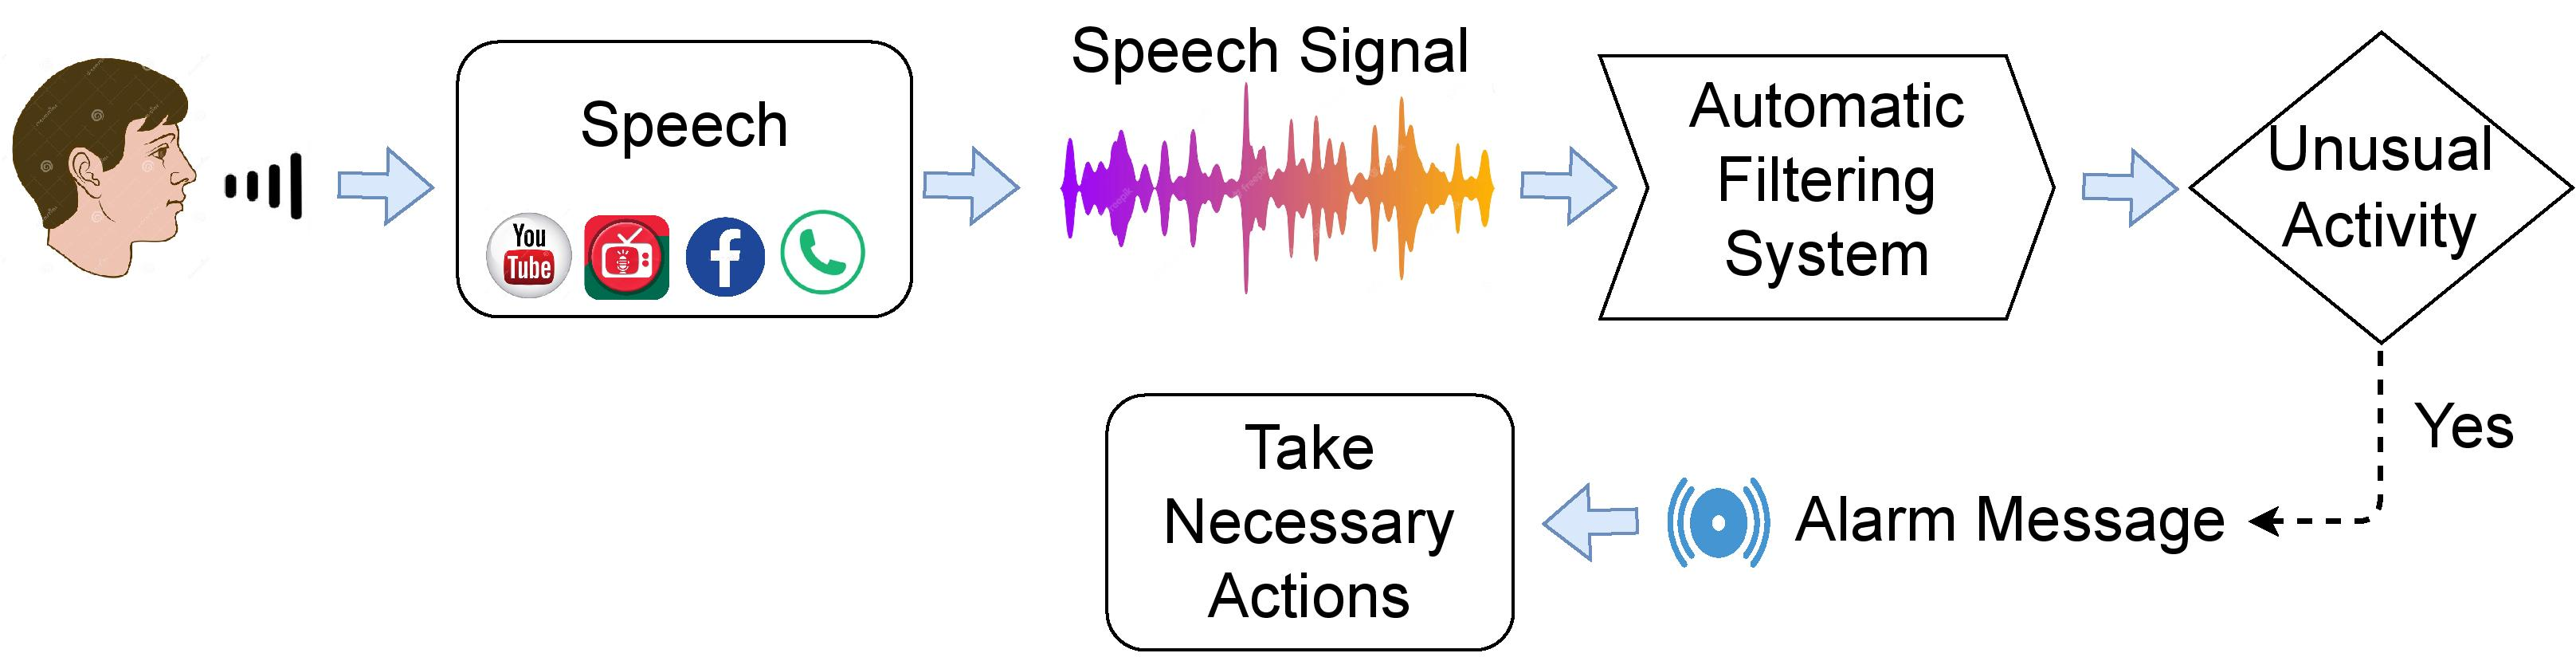 Speech
You
Tube
f
Speech Signal
Automatic
Filtering
System
Unusual
Activity
Yes
Alarm Message
Take
Necessary
Actions